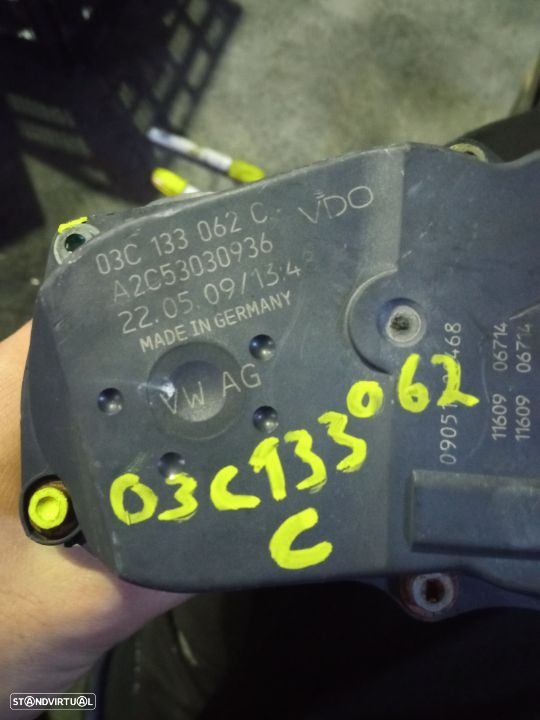 03C 133 062 C
VDO
A2C53030936
22.05.09/13:48
MADE IN GERMANY
VW AG
11609 06714
11609 06714
03C133062
C
STANDVIRTUAL